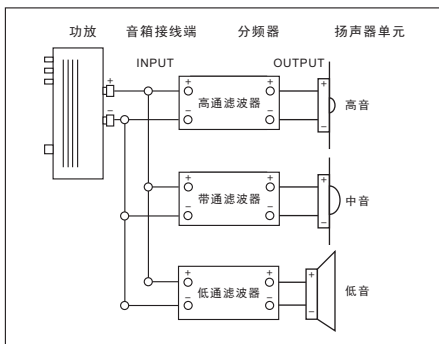 功放 音箱接线端 分频器 扬声器单元
INPUT OUTPUT
+ + + +
高通滤波器 高音
− − − −
+ + +
带通滤波器 中音
− − −
+ + +
低通滤波器 低音
− − −